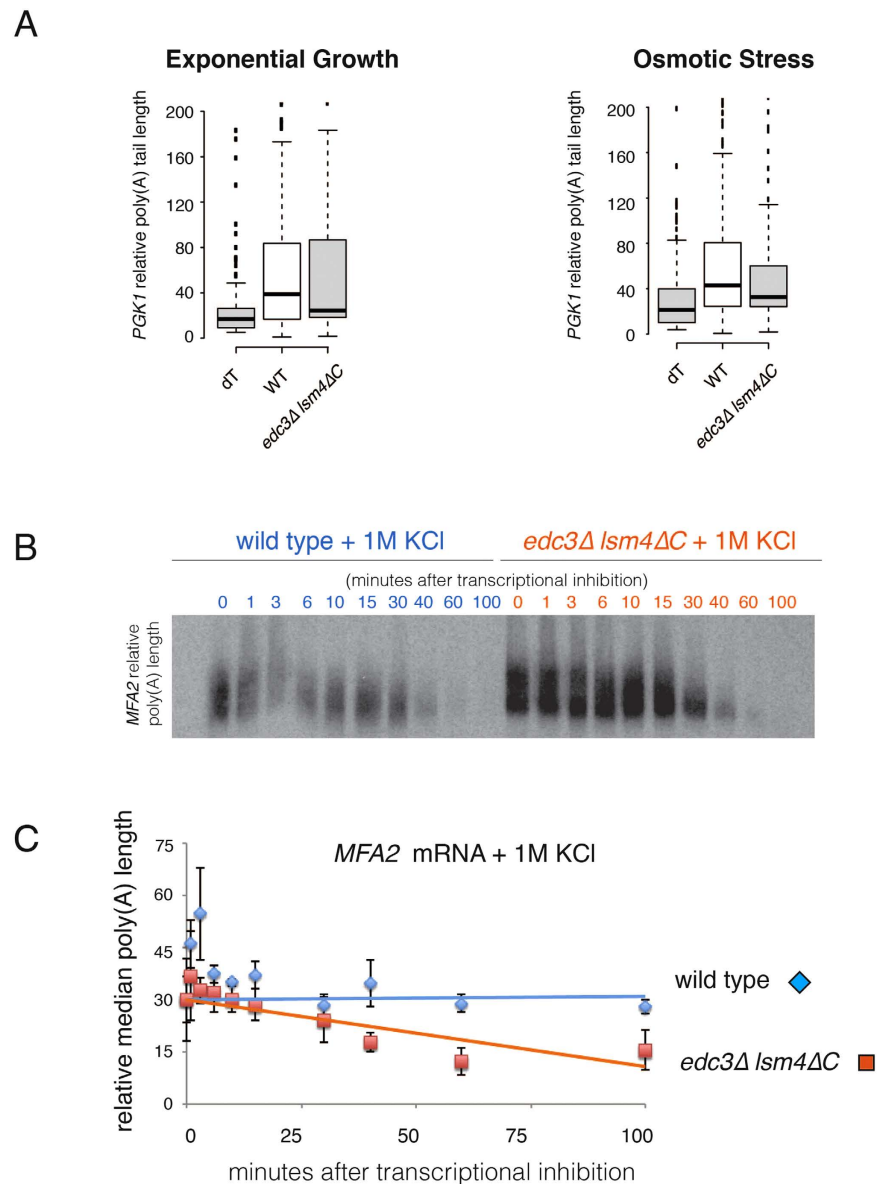 A
Exponential Growth
PGK1 relative poly(A) tail length
200
160
120
80
40
0
dT
WT
edc3Δ lsm4ΔC
Osmotic Stress
PGK1 relative poly(A) tail length
200
160
120
80
40
0
dT
WT
edc3Δ lsm4ΔC
B
wild type + 1M KCl
edc3Δ lsm4ΔC + 1M KCl
(minutes after transcriptional inhibition)
0 1 3 6 10 15 30 40 60 100
0 1 3 6 10 15 30 40 60 100
MFA2 relative
poly(A) length
C
MFA2 mRNA + 1M KCl
relative median poly(A) length
75
60
45
30
15
0
0 25 50 75 100
minutes after transcriptional inhibition
wild type
edc3Δ lsm4ΔC